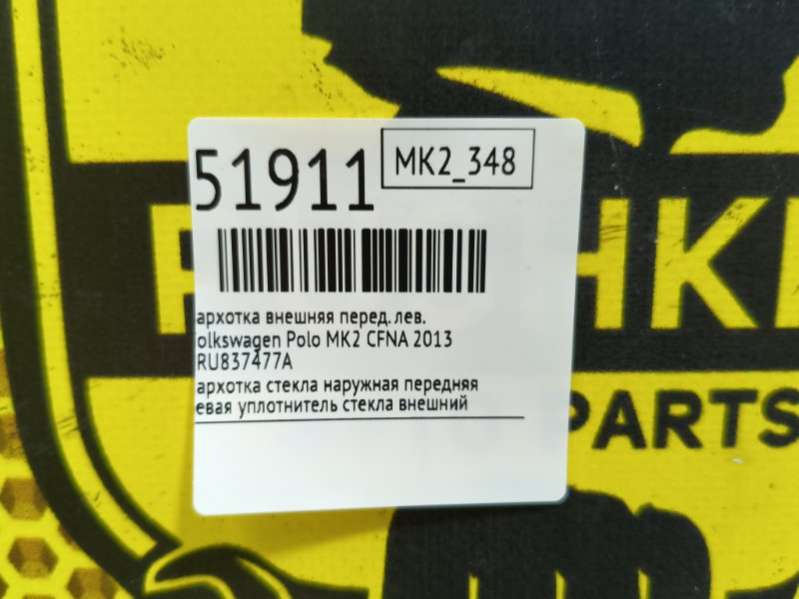 51911
MK2_348
архотка внешняя перед. лев.
olkswagen Polo MK2 CFNA 2013
RU837477A
архотка стекла наружная передняя
евая уплотнитель стекла внешний
HKI
PARTS